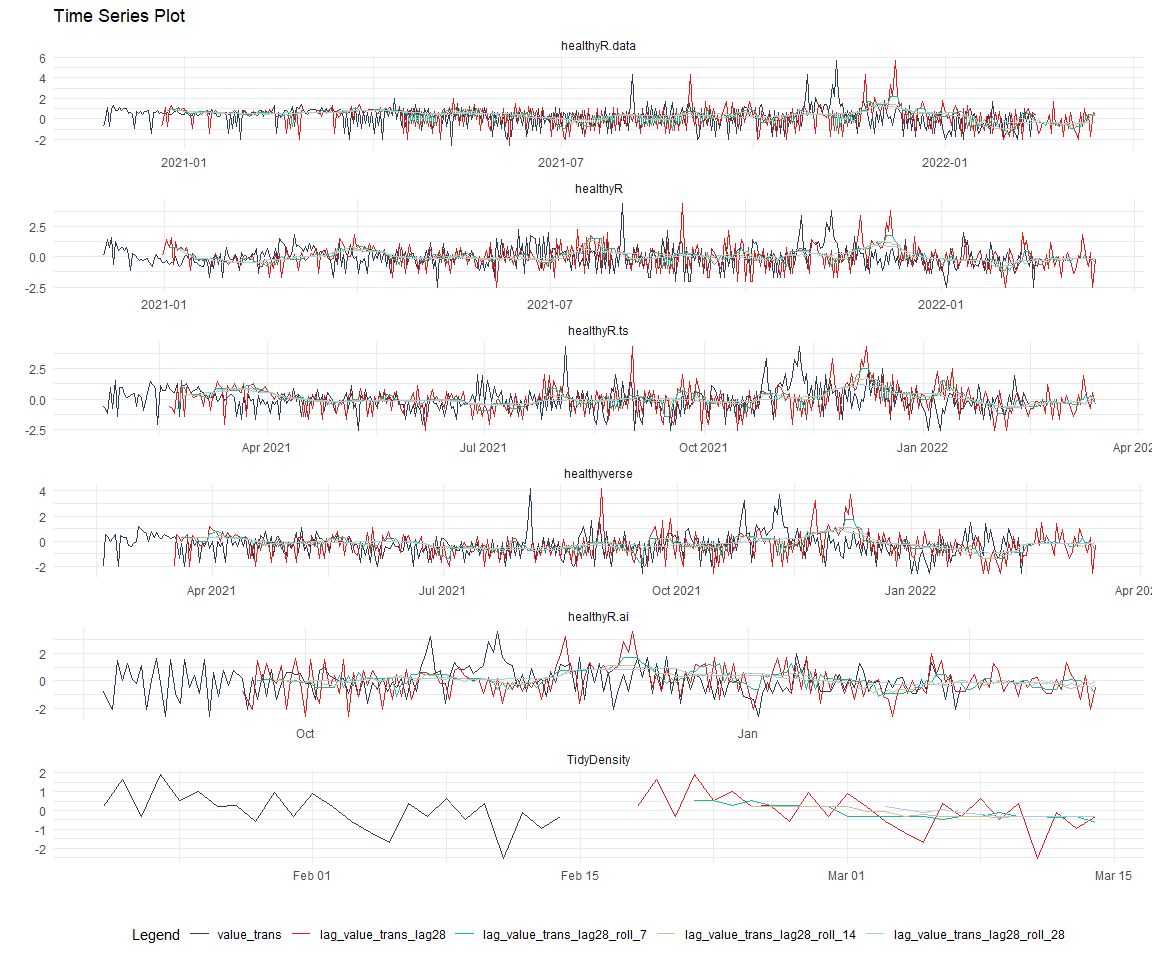 Time Series Plot
healthyR.data
6
4
2
0
-2
2021-01 2021-07 2022-01
healthyR
2.5
0.0
-2.5
2021-01 2021-07 2022-01
healthyR.ts
2.5
0.0
-2.5
Apr 2021 Jul 2021 Oct 2021 Jan 2022 Apr 202
healthyverse
4
2
0
-2
Apr 2021 Jul 2021 Oct 2021 Jan 2022 Apr 202
healthyR.ai
2
0
-2
Oct Jan
TidyDensity
2
1
0
-1
-2
Feb 01 Feb 15 Mar 01 Mar 15
Legend value_trans lag_value_trans_lag28 lag_value_trans_lag28_roll_7 lag_value_trans_lag28_roll_14 lag_value_trans_lag28_roll_28